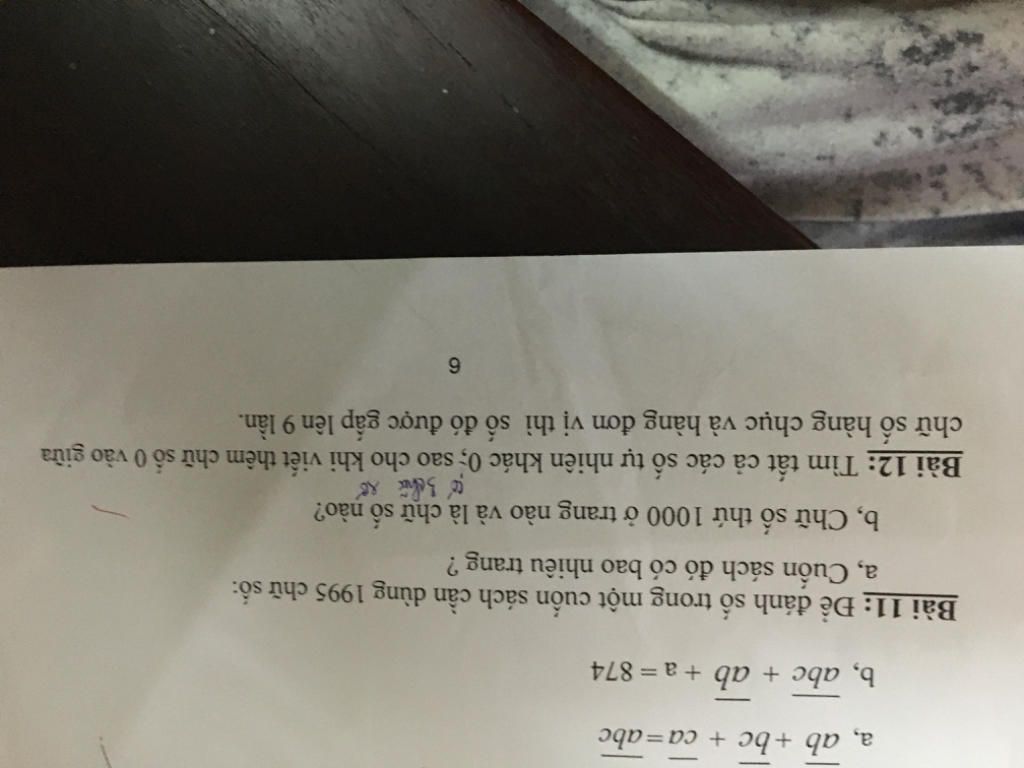 a, ab + bc + ca = abc
b, abc + ab + a = 874
Bài 11: Để đánh số trong một cuốn sách cần dùng 1995 chữ số:
a, Cuốn sách đó có bao nhiêu trang ?
b, Chữ số thứ 1000 ở trang nào và là chữ số nào?
có 3 chữ số
Bài 12: Tìm tất cả các số tự nhiên khác 0, sao cho khi viết thêm chữ số 0 vào giữa
chữ số hàng chục và hàng đơn vị thì số đó được gấp lên 9 lần.
6